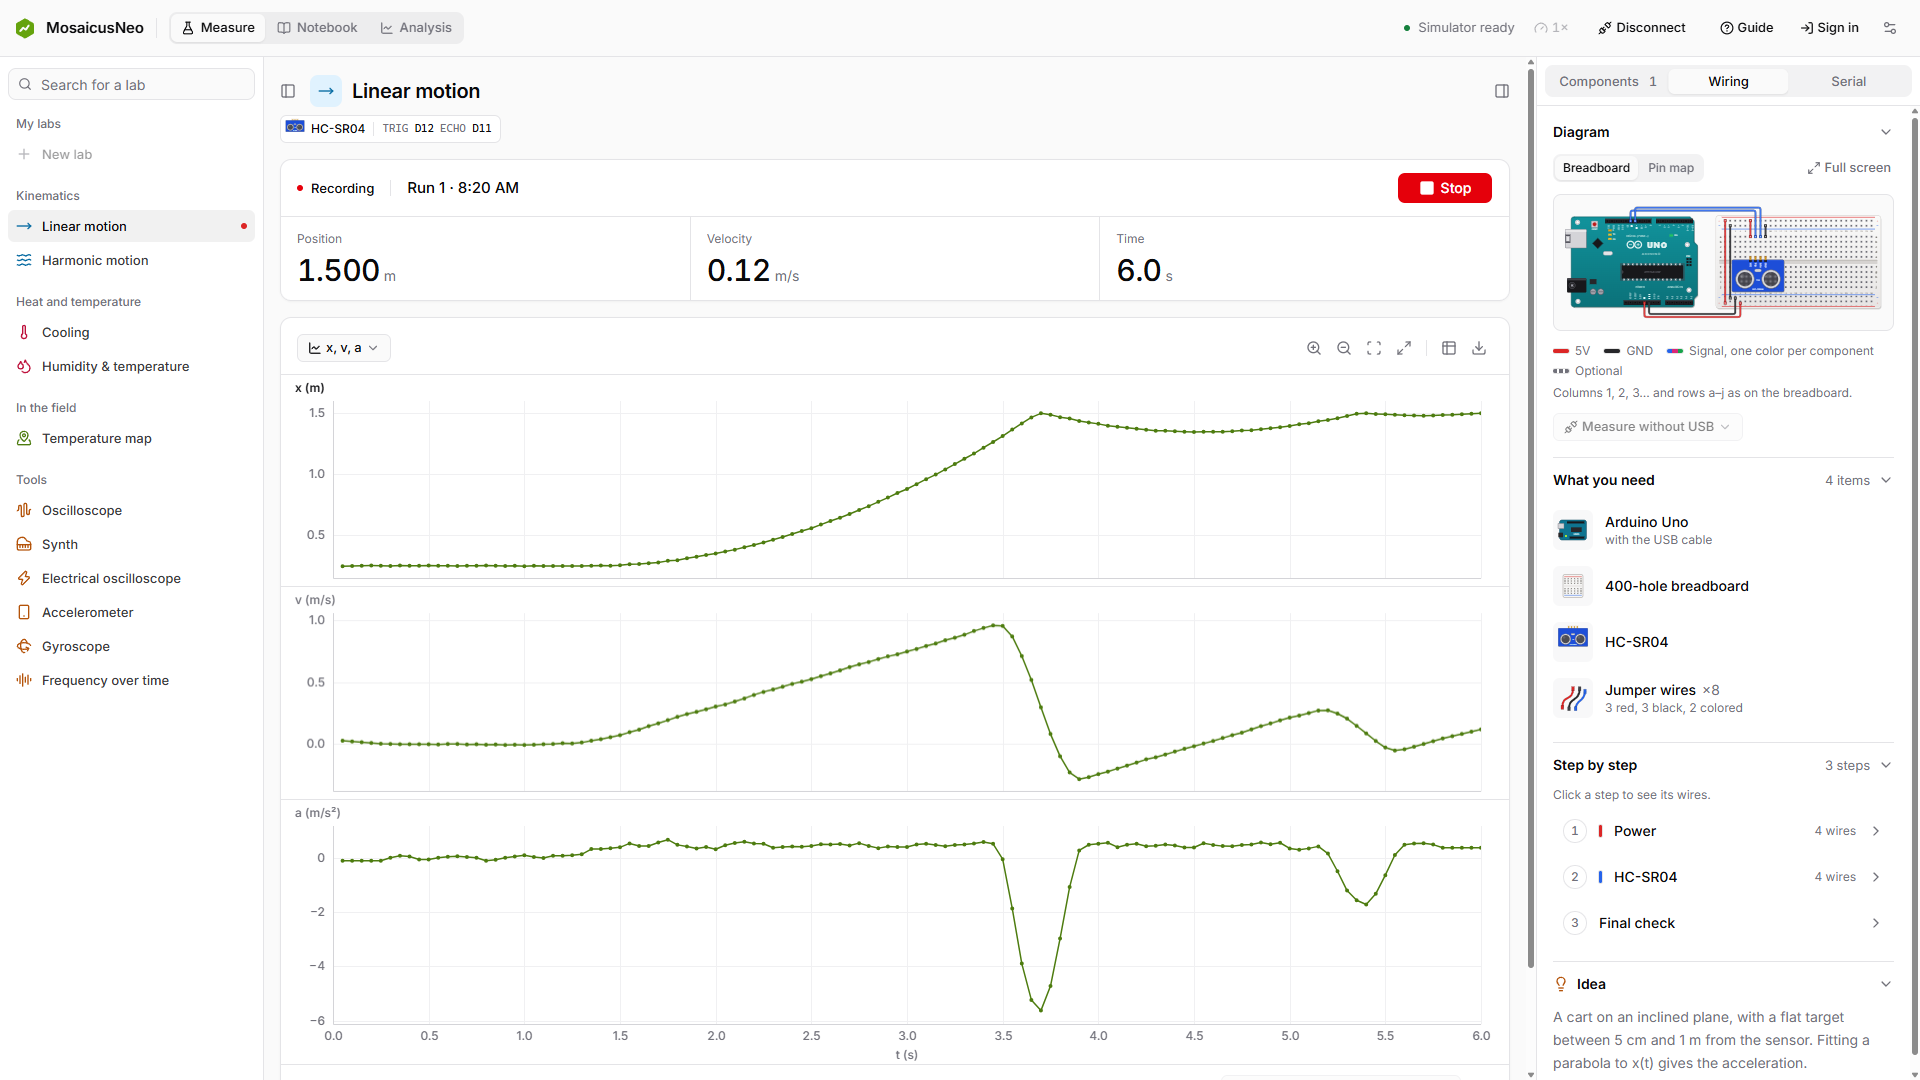 MosaicusNeo
Measure
Notebook
Analysis
Simulator ready
1×
Disconnect
Guide
Sign in
Search for a lab
My labs
New lab
Kinematics
Linear motion
Harmonic motion
Heat and temperature
Cooling
Humidity & temperature
In the field
Temperature map
Tools
Oscilloscope
Synth
Electrical oscilloscope
Accelerometer
Gyroscope
Frequency over time
Linear motion
HC-SR04 TRIG D12 ECHO D11
Recording
Run 1 · 8:20 AM
Stop
Position
1.500 m
Velocity
0.12 m/s
Time
6.0 s
x, v, a
x (m)
1.5
1.0
0.5
v (m/s)
1.0
0.5
0.0
a (m/s²)
0
−2
−4
−6
0.0 0.5 1.0 1.5 2.0 2.5 3.0 3.5 4.0 4.5 5.0 5.5 6.0
t (s)
Components 1
Wiring
Serial
Diagram
Breadboard
Pin map
Full screen
UNO
5V
GND
Signal, one color per component
Optional
Columns 1, 2, 3… and rows a–j as on the breadboard.
Measure without USB
What you need
4 items
Arduino Uno
with the USB cable
400-hole breadboard
HC-SR04
Jumper wires ×8
3 red, 3 black, 2 colored
Step by step
3 steps
Click a step to see its wires.
1 Power 4 wires
2 HC-SR04 4 wires
3 Final check
Idea
A cart on an inclined plane, with a flat target
between 5 cm and 1 m from the sensor. Fitting a
parabola to x(t) gives the acceleration.